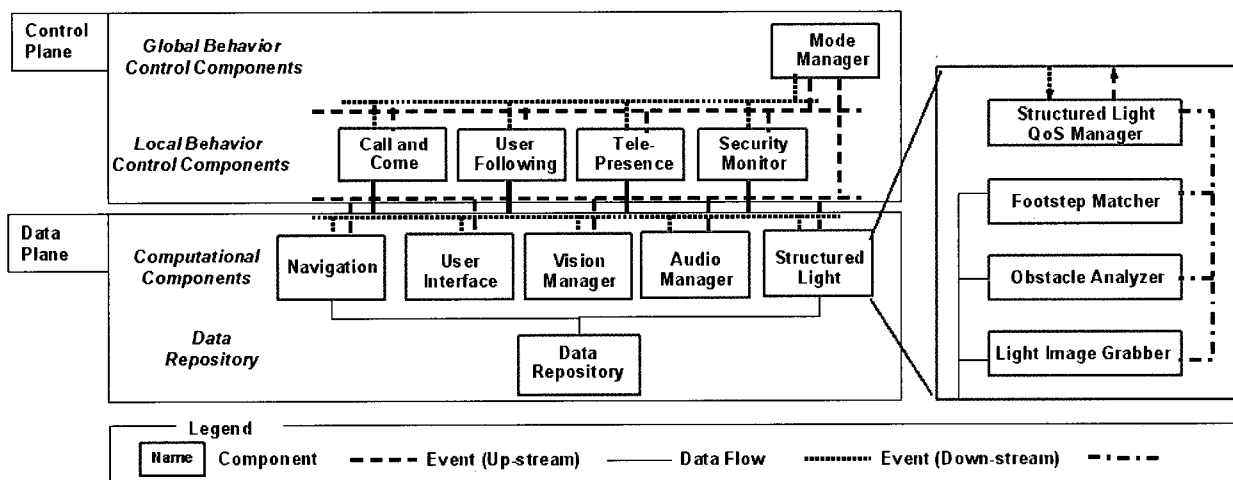 Control
Plane
Global Behavior
Control Components
Mode
Manager
Local Behavior
Control Components
Call and
Come
User
Following
Tele-
Presence
Security
Monitor
Data
Plane
Computational
Components
Navigation
User
Interface
Vision
Manager
Audio
Manager
Structured
Light
Data
Repository
Data
Repository
Structured Light
QoS Manager
Footstep Matcher
Obstacle Analyzer
Light Image Grabber
Legend
Name
Component
Event (Up-stream)
Data Flow
Event (Down-stream)